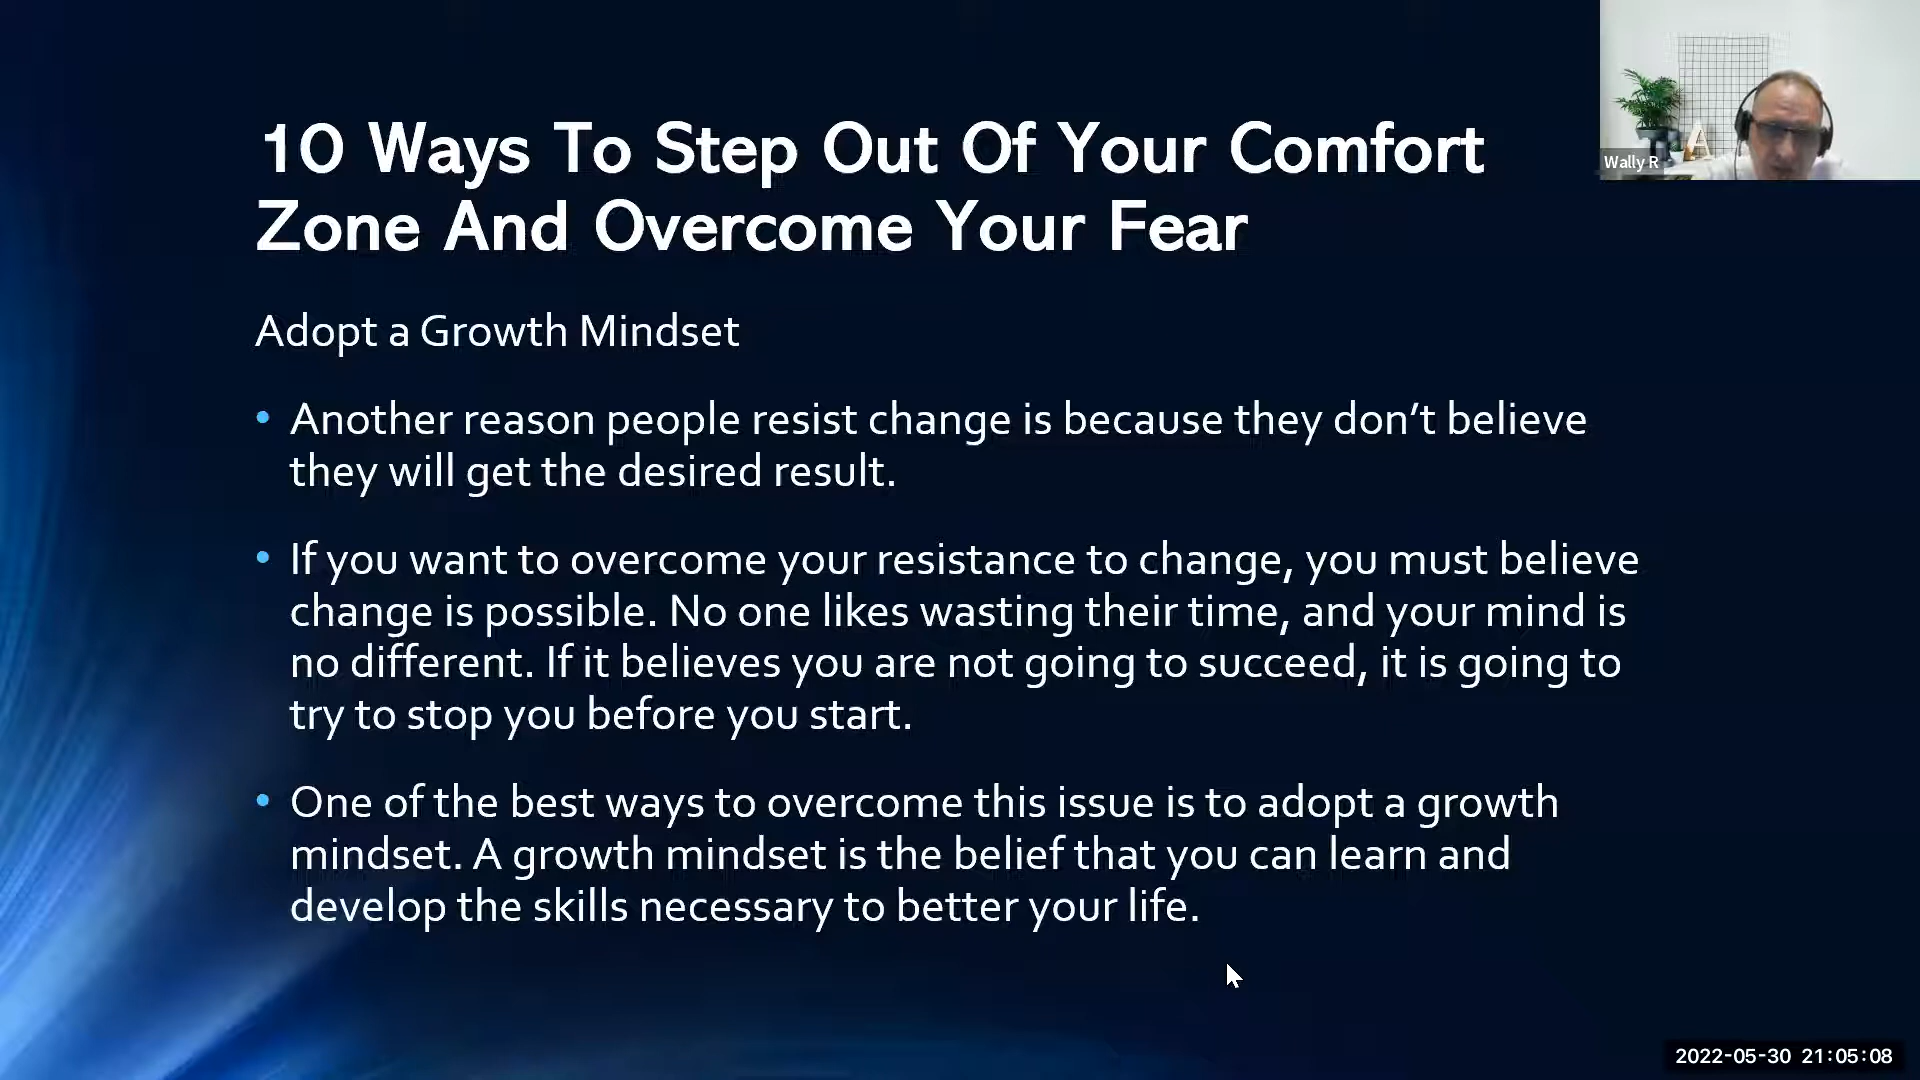 10 Ways To Step Out Of Your Comfort
Zone And Overcome Your Fear
Wally R
Adopt a Growth Mindset
• Another reason people resist change is because they don’t believe
they will get the desired result.
• If you want to overcome your resistance to change, you must believe
change is possible. No one likes wasting their time, and your mind is
no different. If it believes you are not going to succeed, it is going to
try to stop you before you start.
• One of the best ways to overcome this issue is to adopt a growth
mindset. A growth mindset is the belief that you can learn and
develop the skills necessary to better your life.
2022-05-30 21:05:08